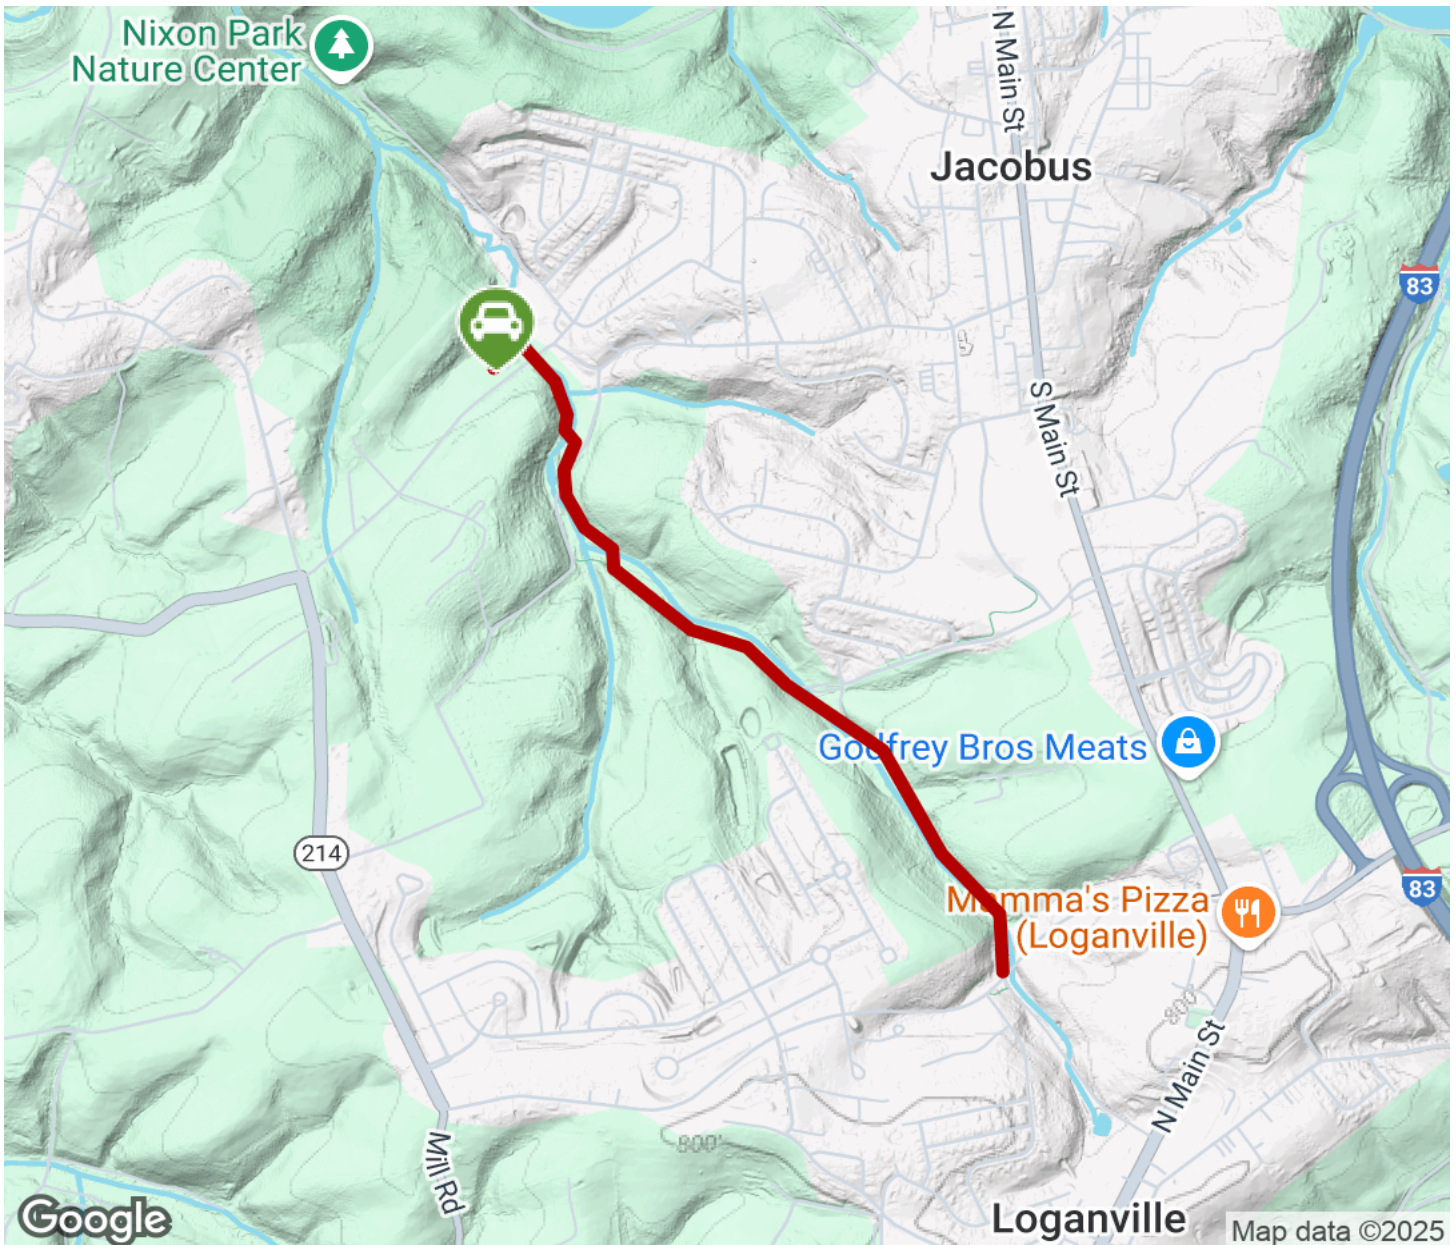 Nixon Park
Nature Center
N Main St
Jacobus
83
S Main St
Godfrey Bros Meats
214
83
Mamma's Pizza
(Loganville)
800'
N Main St
800'
Mill Rd
Loganville
Google
Map data ©2025